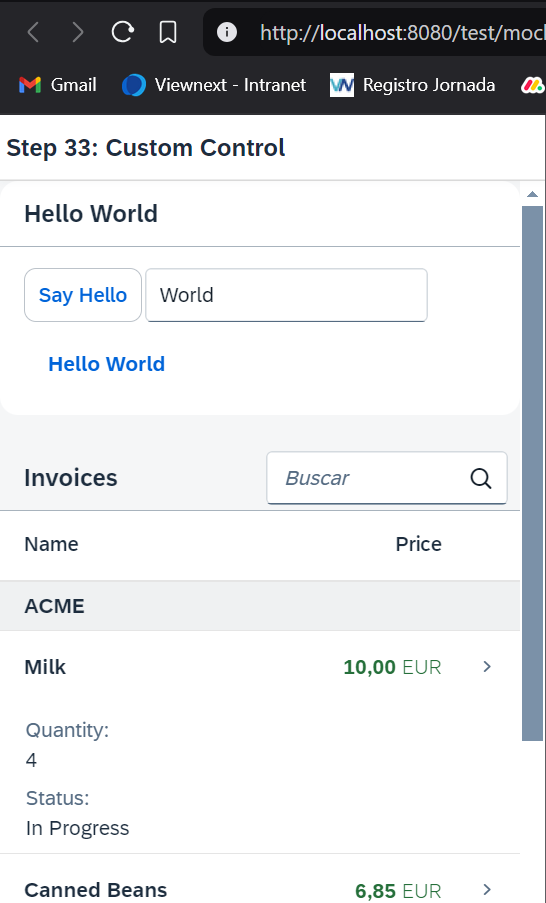 http://localhost:8080/test/mock
Gmail Viewnext - Intranet Registro Jornada
Step 33: Custom Control
Hello World
Say Hello World
Hello World
Invoices Buscar
Name Price
ACME
Milk 10,00 EUR
Quantity:
4
Status:
In Progress
Canned Beans 6,85 EUR